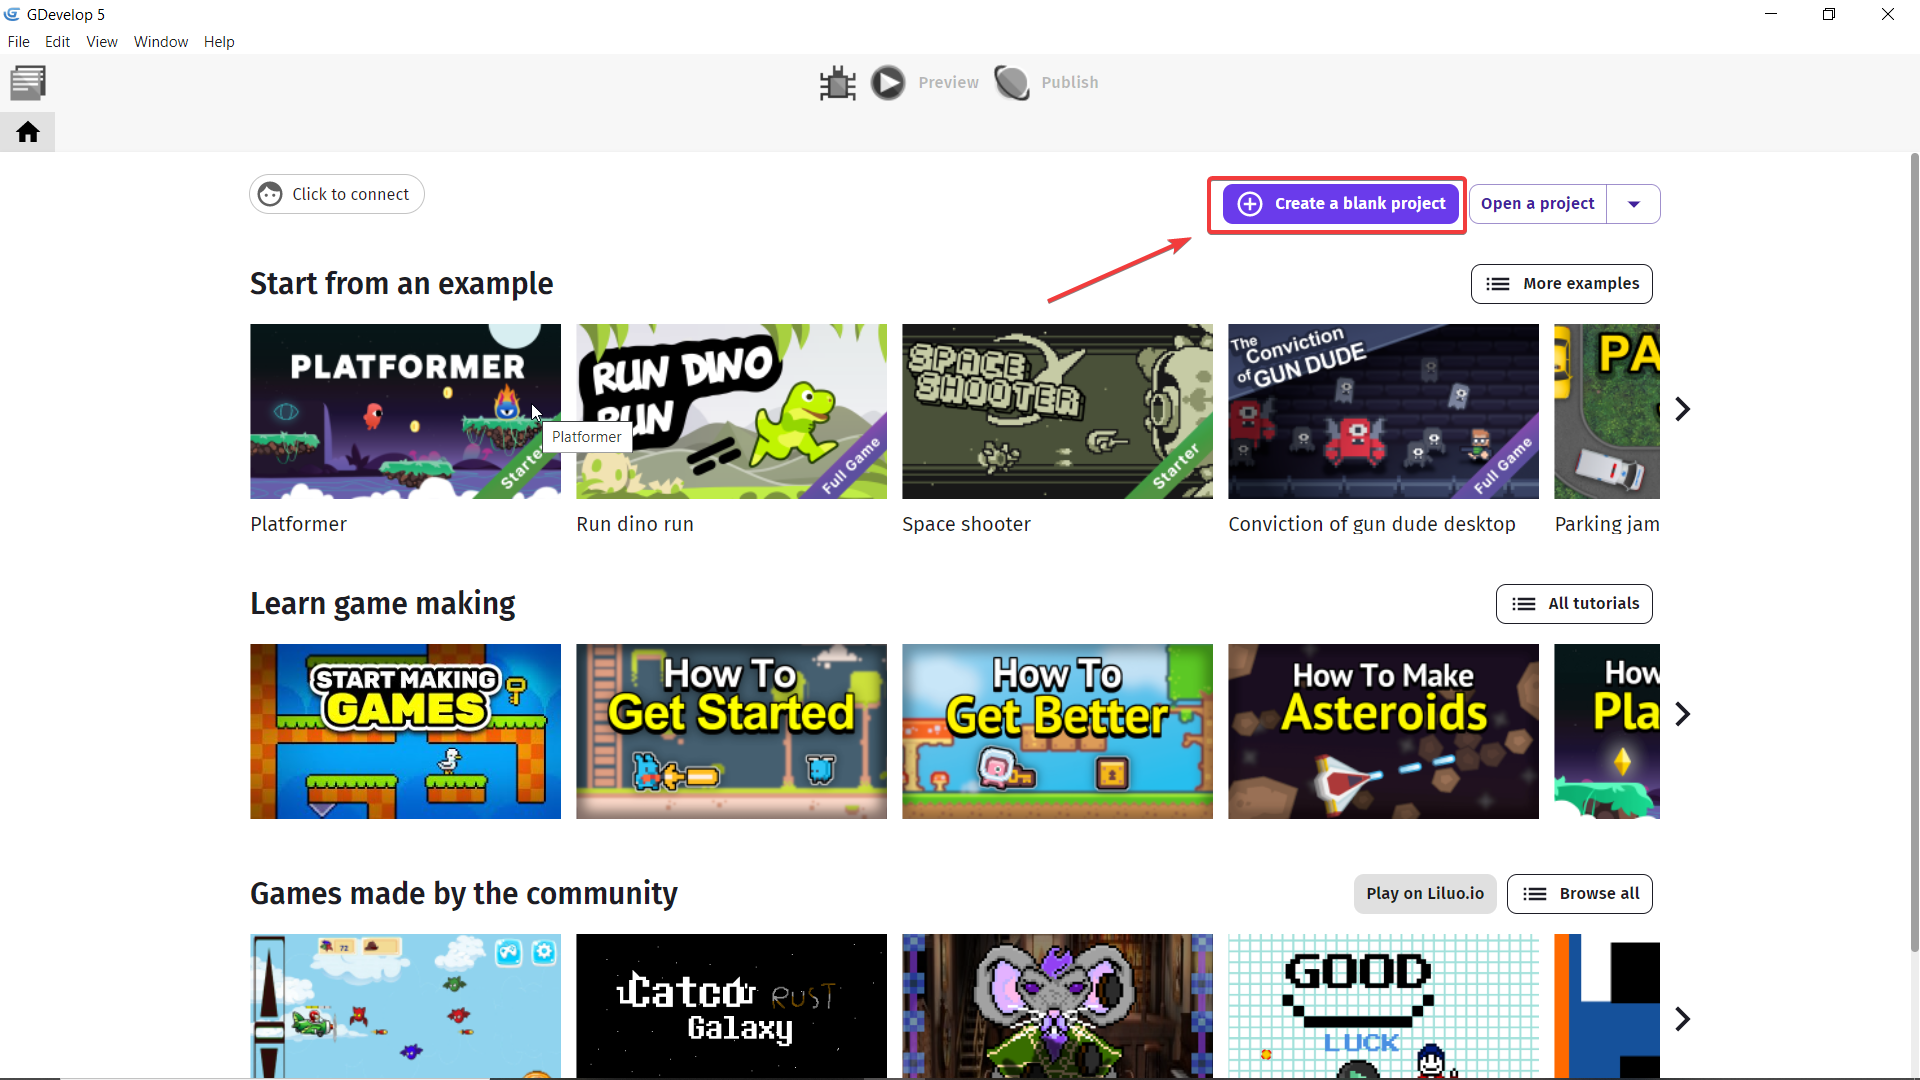 GDevelop 5
File Edit View Window Help
Preview Publish
Click to connect
Create a blank project
Open a project
Start from an example
More examples
PLATFORMER
Starte
Platformer
RUN DINO
RUN
Full Game
SPACE
SHOOTER
Starter
The
Conviction
of GUN DUDE
Full Game
PA
Platformer
Run dino run
Space shooter
Conviction of gun dude desktop
Parking jam
Learn game making
All tutorials
START MAKING
GAMES
How To
Get Started
How To
Get Better
How To Make
Asteroids
How
Pla
Games made by the community
Play on Liluo.io
Browse all
72
Catcow RUST
Galaxy
GOOD
LUCK